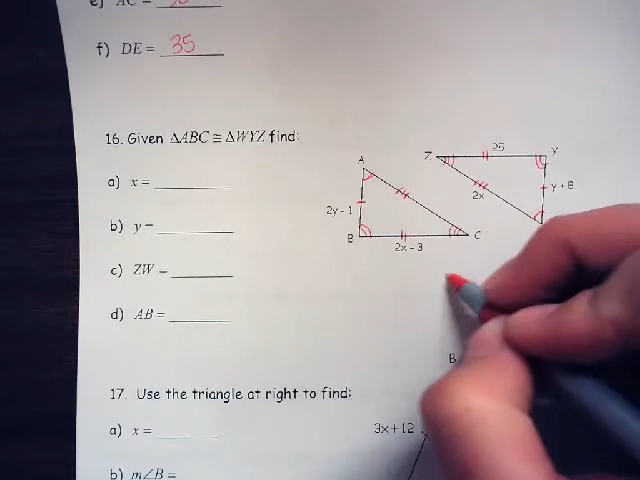 e) AC =
f) DE = 35
16. Given ΔABC ≅ ΔWYZ find:
a) x =
b) y =
c) ZW =
d) AB =
A
2y - 1
B
2x - 3
C
Z
25
Y
2x
y + 8
17. Use the triangle at right to find:
a) x =
b) m∠B =
B
3x+12